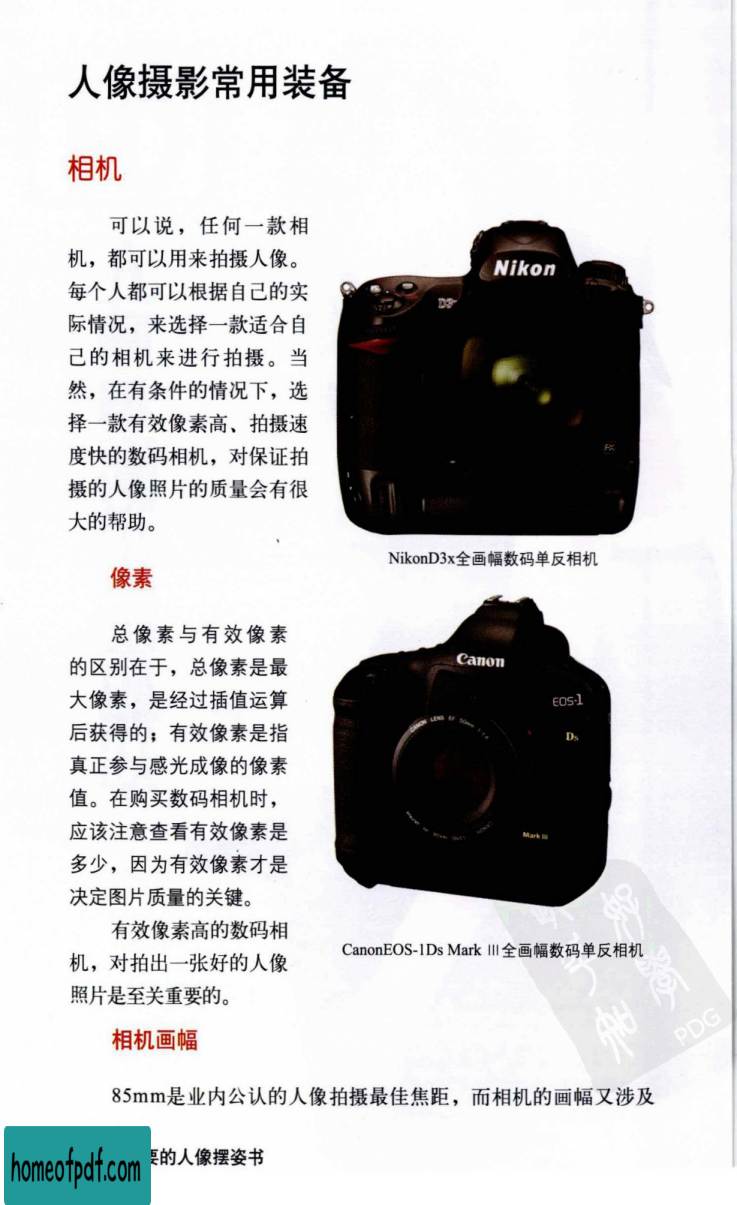 人像摄影常用装备
相机
可以说，任何一款相
机，都可以用来拍摄人像。
每个人都可以根据自己的实
际情况，来选择一款适合自
己的相机来进行拍摄。当
然，在有条件的情况下，选
择一款有效像素高、拍摄速
度快的数码相机，对保证拍
摄的人像照片的质量会有很
大的帮助。
Nikon
D3x
FX
NikonD3x全画幅数码单反相机
像素
总像素与有效像素
的区别在于，总像素是最
大像素，是经过插值运算
后获得的；有效像素是指
真正参与感光成像的像素
值。在购买数码相机时，
应该注意查看有效像素是
多少，因为有效像素才是
决定图片质量的关键。
有效像素高的数码相
机，对拍出一张好的人像
照片是至关重要的。
Canon
EOS-1
Ds
CANON LENS EF 50mm 1:1.4
Mark III
CanonEOS-1Ds Mark III全画幅数码单反相机
PDG
相机画幅
85mm是业内公认的人像拍摄最佳焦距，而相机的画幅又涉及
要的人像摆姿书
homeofpdf.com